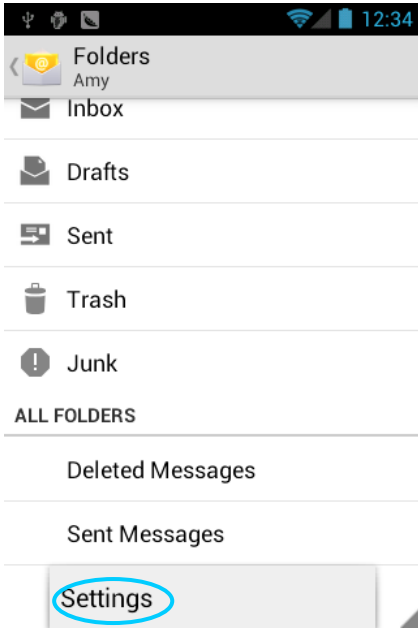 12:34
Folders
Amy
Inbox
Drafts
Sent
Trash
Junk
ALL FOLDERS
Deleted Messages
Sent Messages
Settings